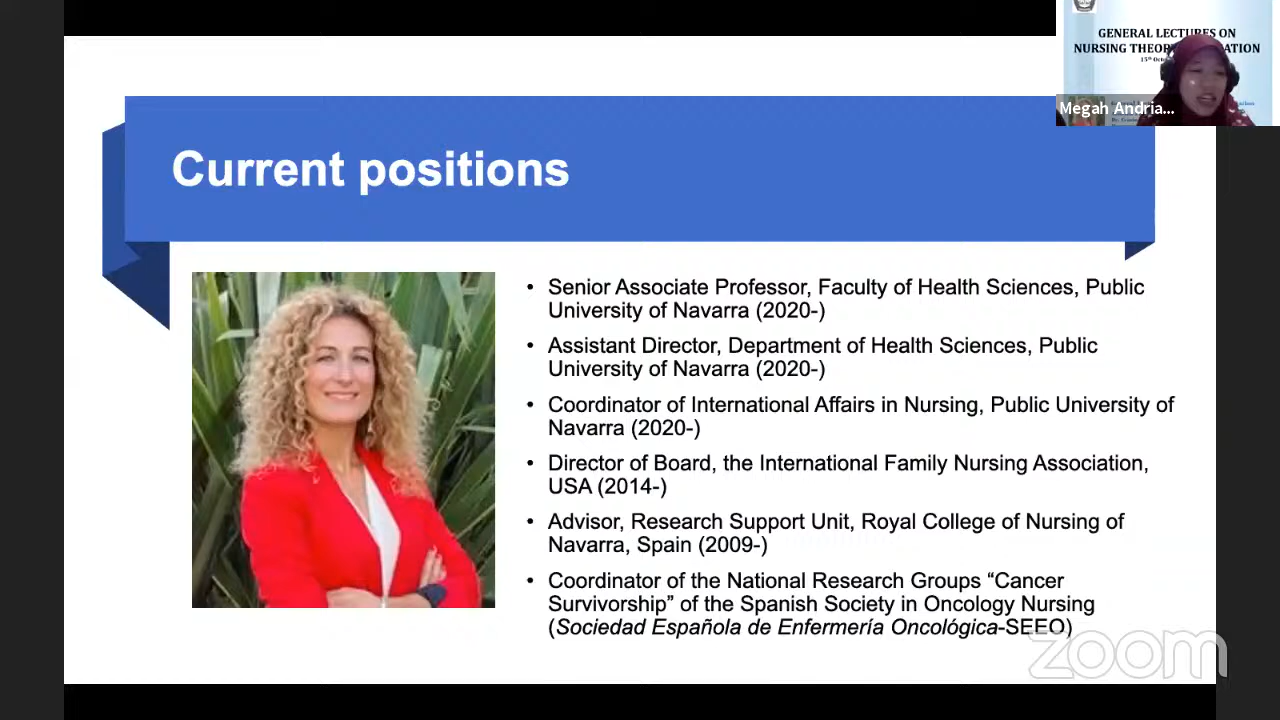 GENERAL LECTURES ON
NURSING
15th
Megah Andria...
Current positions
• Senior Associate Professor, Faculty of Health Sciences, Public
University of Navarra (2020-)
• Assistant Director, Department of Health Sciences, Public
University of Navarra (2020-)
• Coordinator of International Affairs in Nursing, Public University of
Navarra (2020-)
• Director of Board, the International Family Nursing Association,
USA (2014-)
• Advisor, Research Support Unit, Royal College of Nursing of
Navarra, Spain (2009-)
• Coordinator of the National Research Groups “Cancer
Survivorship” of the Spanish Society in Oncology Nursing
(Sociedad Española de Enfermería Oncológica-SEEO)
zoom